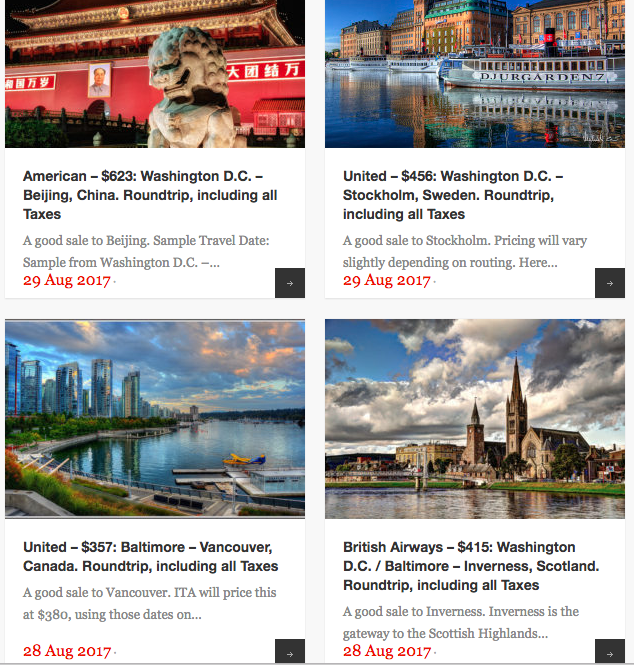 和国万岁
大团结万
American – $623: Washington D.C. –
Beijing, China. Roundtrip, including all
Taxes
A good sale to Beijing. Sample Travel Date:
Sample from Washington D.C. –...
29 Aug 2017 ·
→
DJURGÅRDEN 7
United – $456: Washington D.C. –
Stockholm, Sweden. Roundtrip,
including all Taxes
A good sale to Stockholm. Pricing will vary
slightly depending on routing. Here...
29 Aug 2017 ·
→
United – $357: Baltimore – Vancouver,
Canada. Roundtrip, including all Taxes
A good sale to Vancouver. ITA will price this
at $380, using those dates on...
28 Aug 2017 ·
→
British Airways – $415: Washington
D.C. / Baltimore – Inverness, Scotland.
Roundtrip, including all Taxes
A good sale to Inverness. Inverness is the
gateway to the Scottish Highlands...
28 Aug 2017 ·
→